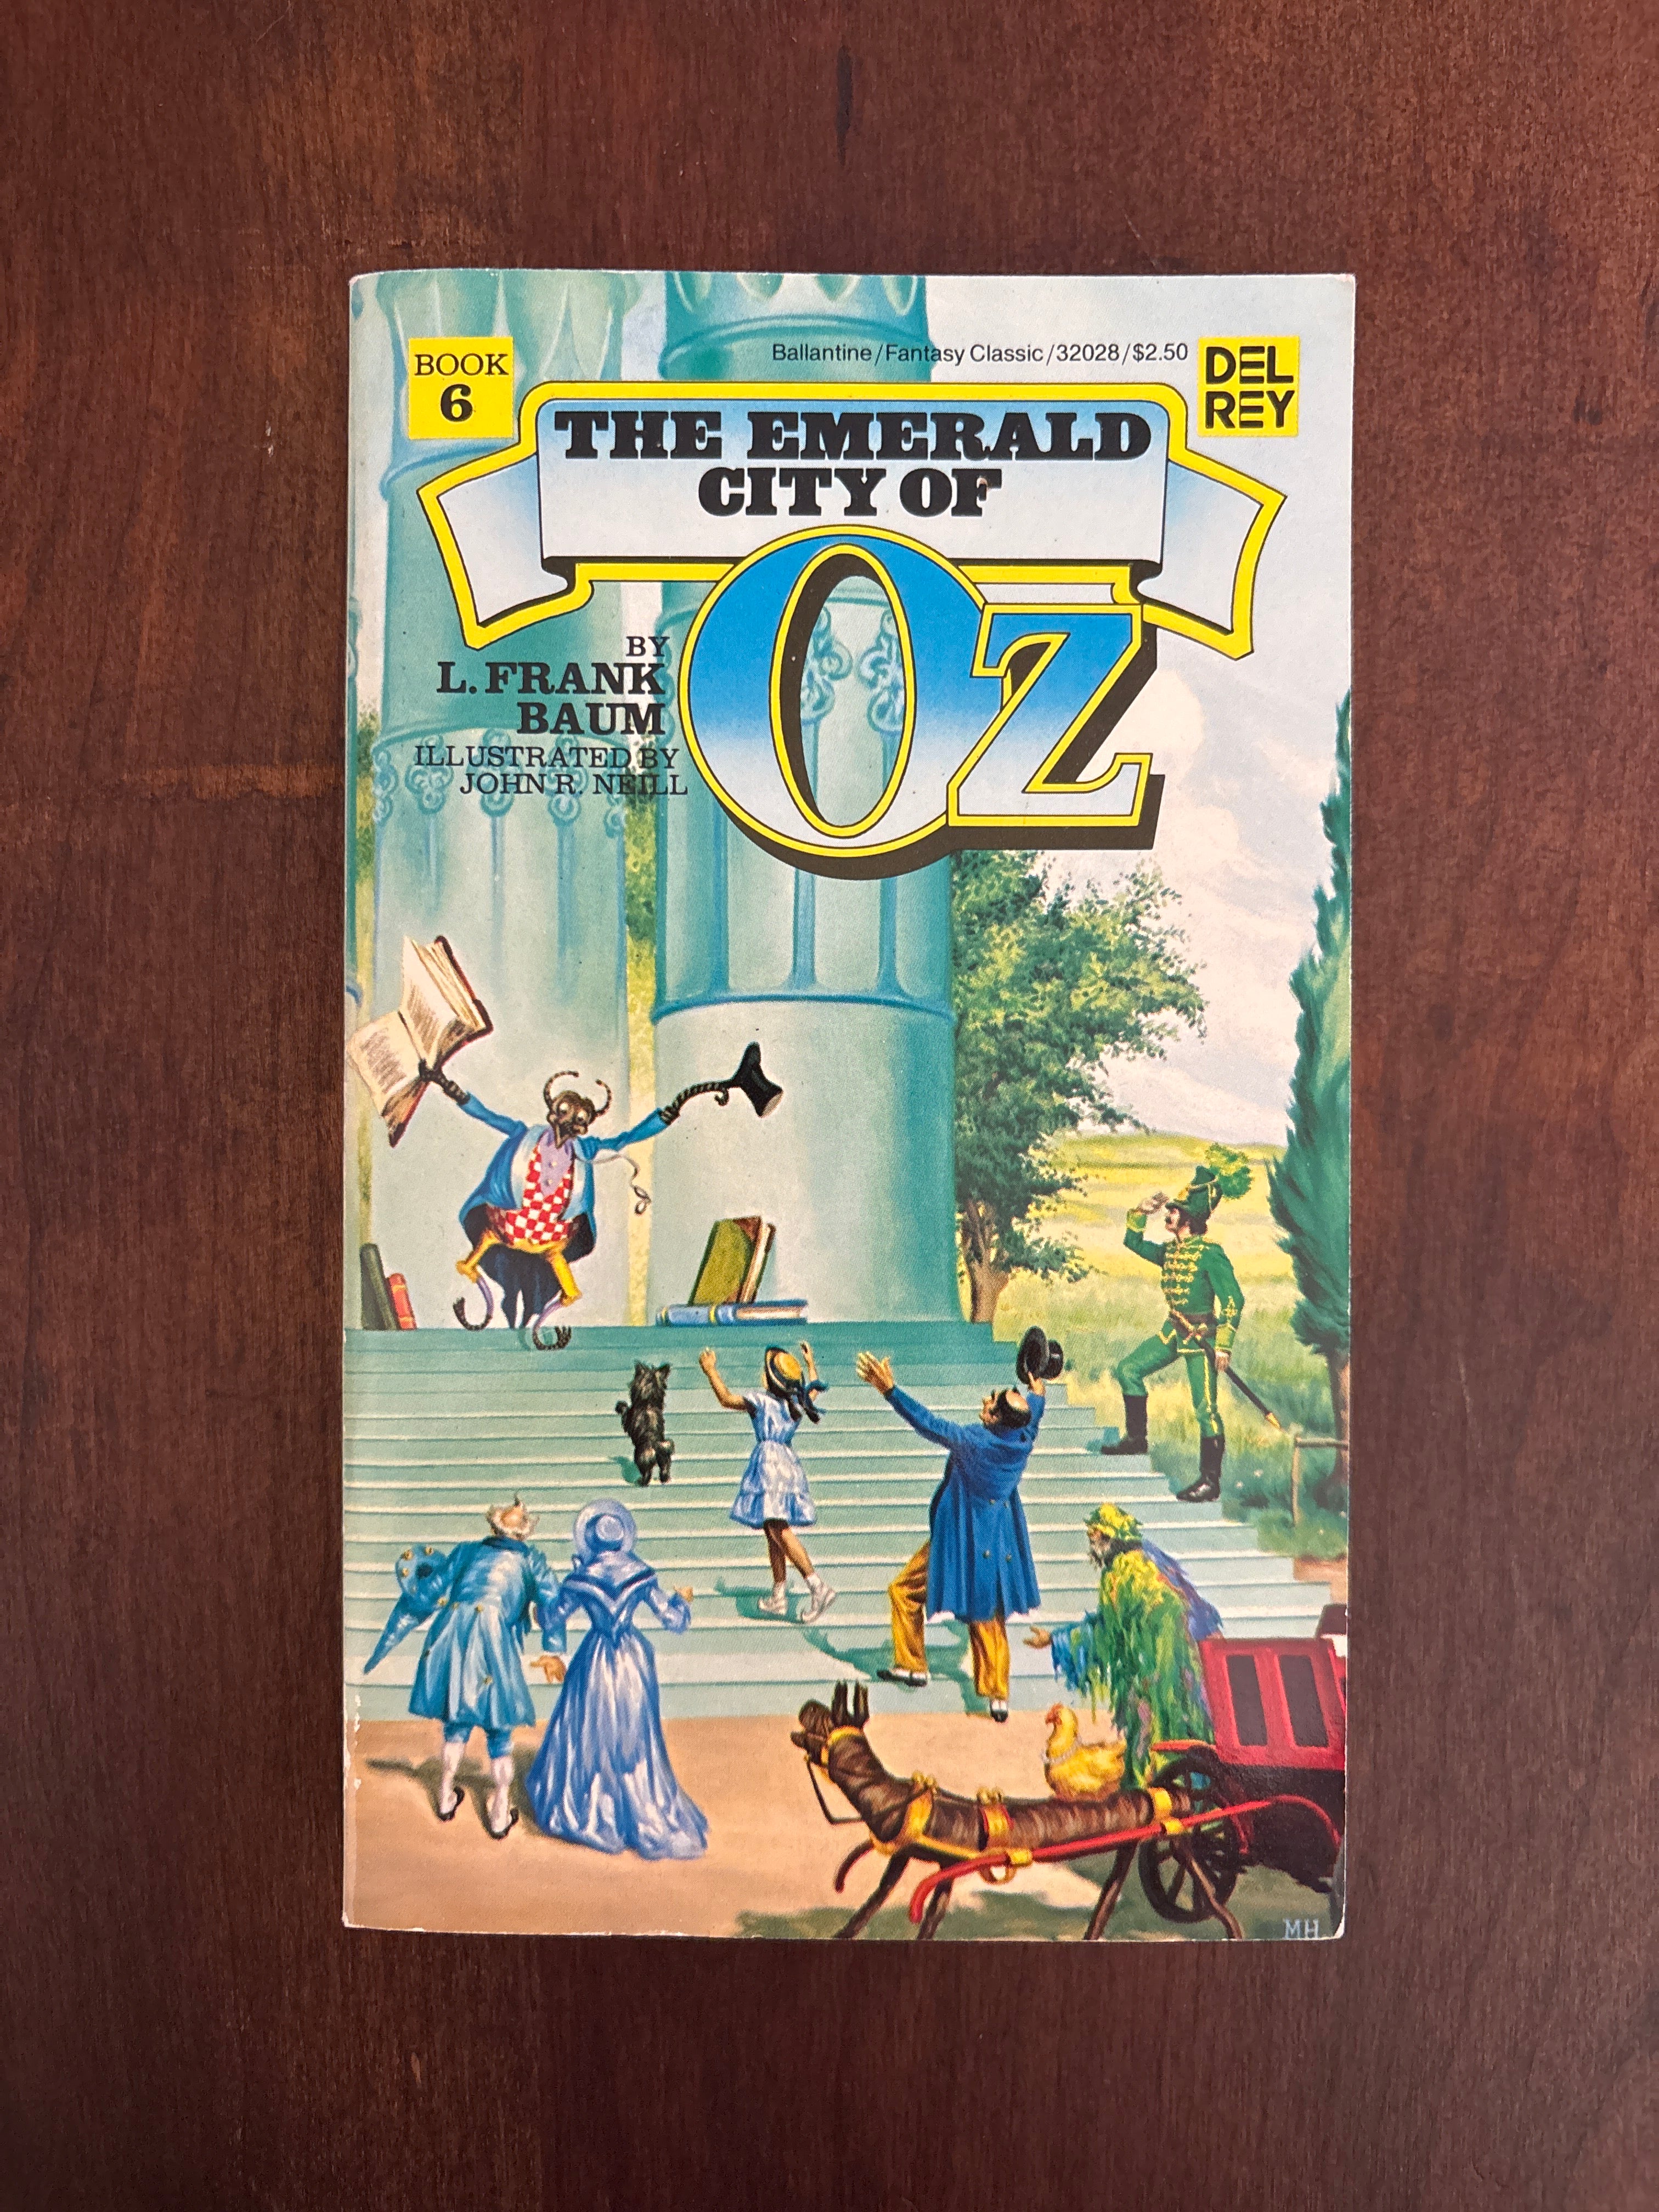 BOOK
6
Ballantine/Fantasy Classic/32028/$2.50
DEL
REY
THE EMERALD
CITY OF
Oz
BY
L. FRANK
BAUM
ILLUSTRATED BY
JOHN R. NEILL
MH